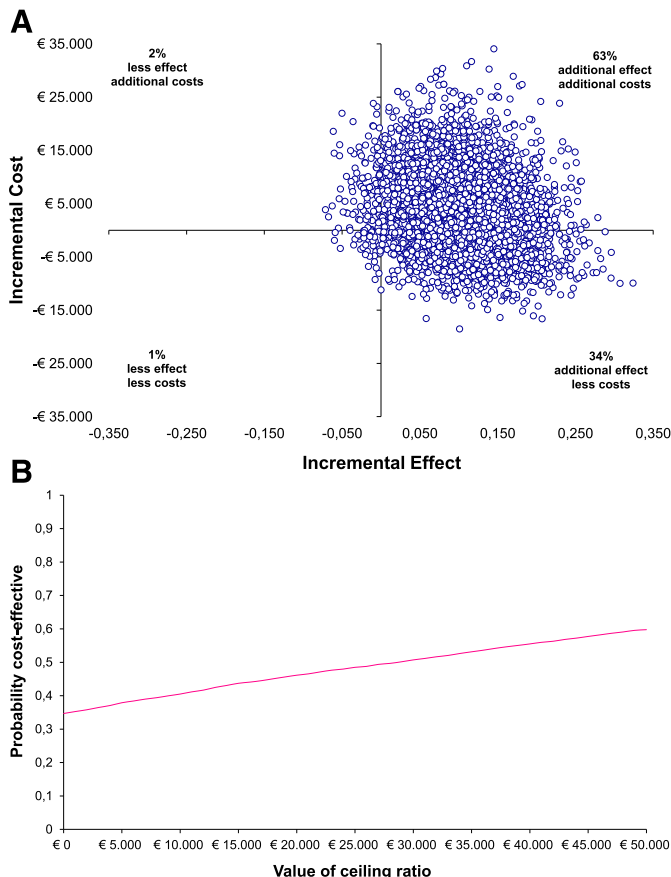 A
€ 35.000
2%
less effect
additional costs
63%
additional effect
additional costs
€ 25.000
€ 15.000
€ 5.000
-€ 5.000
-€ 15.000
-€ 25.000
-€ 35.000
Incremental Cost
1%
less effect
less costs
34%
additional effect
less costs
-0,350 -0,250 -0,150 -0,050 0,050 0,150 0,250 0,350
Incremental Effect
B
1
0,9
0,8
0,7
0,6
0,5
0,4
0,3
0,2
0,1
0
Probability cost-effective
€ 0 € 5.000 € 10.000 € 15.000 € 20.000 € 25.000 € 30.000 € 35.000 € 40.000 € 45.000 € 50.000
Value of ceiling ratio